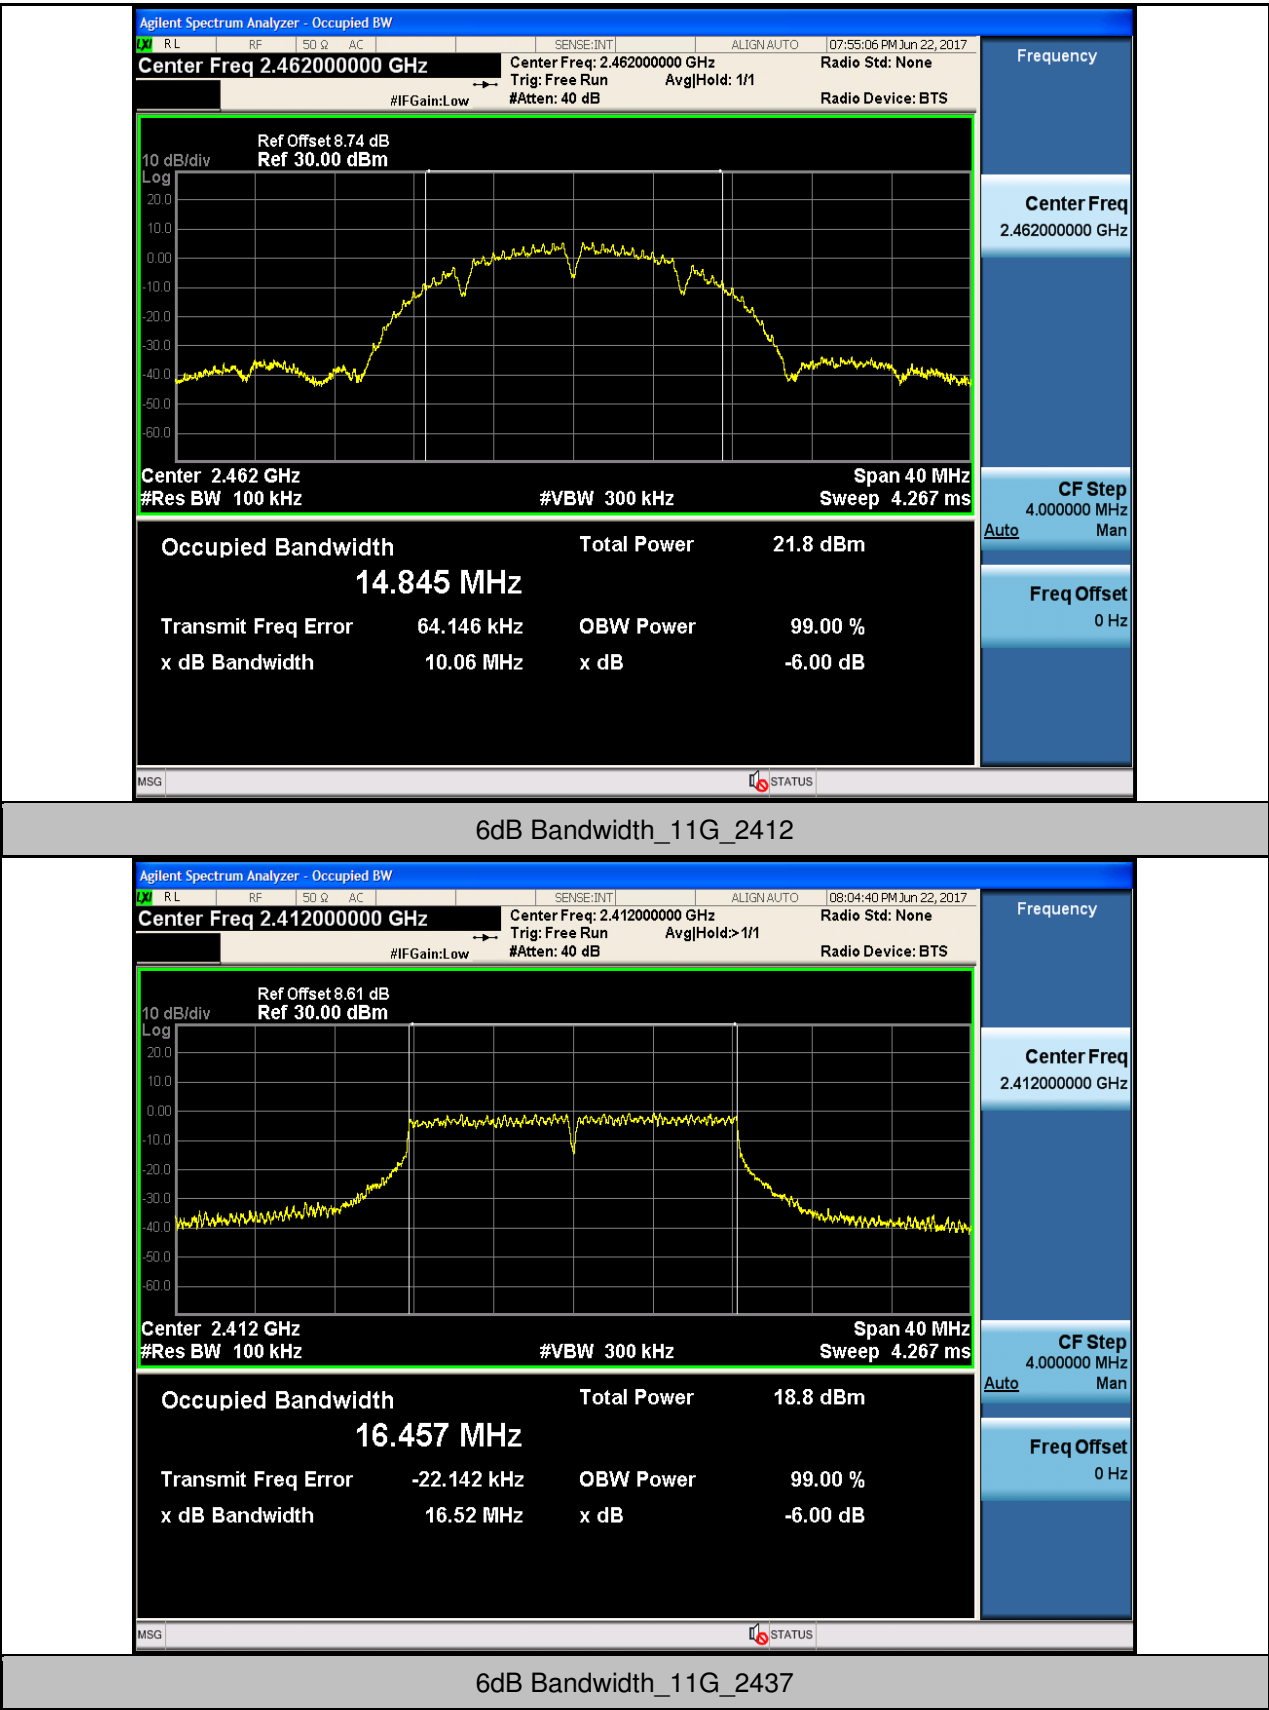 Agilent Spectrum Analyzer - Occupied BW
LXI RL RF 50 Ω AC SENSE:INT ALIGN AUTO 07:55:06 PM Jun 22, 2017
Center Freq 2.462000000 GHz
Center Freq: 2.462000000 GHz
Radio Std: None
Trig: Free Run Avg|Hold: 1/1
#IFGain:Low #Atten: 40 dB Radio Device: BTS
Ref Offset 8.74 dB
10 dB/div Ref 30.00 dBm
Log
20.0
10.0
0.00
-10.0
-20.0
-30.0
-40.0
-50.0
-60.0
Center 2.462 GHz Span 40 MHz
#Res BW 100 kHz #VBW 300 kHz Sweep 4.267 ms
Occupied Bandwidth Total Power 21.8 dBm
14.845 MHz
Transmit Freq Error 64.146 kHz OBW Power 99.00 %
x dB Bandwidth 10.06 MHz x dB -6.00 dB
MSG STATUS
Frequency
Center Freq
2.462000000 GHz
CF Step
4.000000 MHz
Auto Man
Freq Offset
0 Hz
6dB Bandwidth_11G_2412
Agilent Spectrum Analyzer - Occupied BW
LXI RL RF 50 Ω AC SENSE:INT ALIGN AUTO 08:04:40 PM Jun 22, 2017
Center Freq 2.412000000 GHz
Center Freq: 2.412000000 GHz
Radio Std: None
Trig: Free Run Avg|Hold:>1/1
#IFGain:Low #Atten: 40 dB Radio Device: BTS
Ref Offset 8.61 dB
10 dB/div Ref 30.00 dBm
Log
20.0
10.0
0.00
-10.0
-20.0
-30.0
-40.0
-50.0
-60.0
Center 2.412 GHz Span 40 MHz
#Res BW 100 kHz #VBW 300 kHz Sweep 4.267 ms
Occupied Bandwidth Total Power 18.8 dBm
16.457 MHz
Transmit Freq Error -22.142 kHz OBW Power 99.00 %
x dB Bandwidth 16.52 MHz x dB -6.00 dB
MSG STATUS
Frequency
Center Freq
2.412000000 GHz
CF Step
4.000000 MHz
Auto Man
Freq Offset
0 Hz
6dB Bandwidth_11G_2437